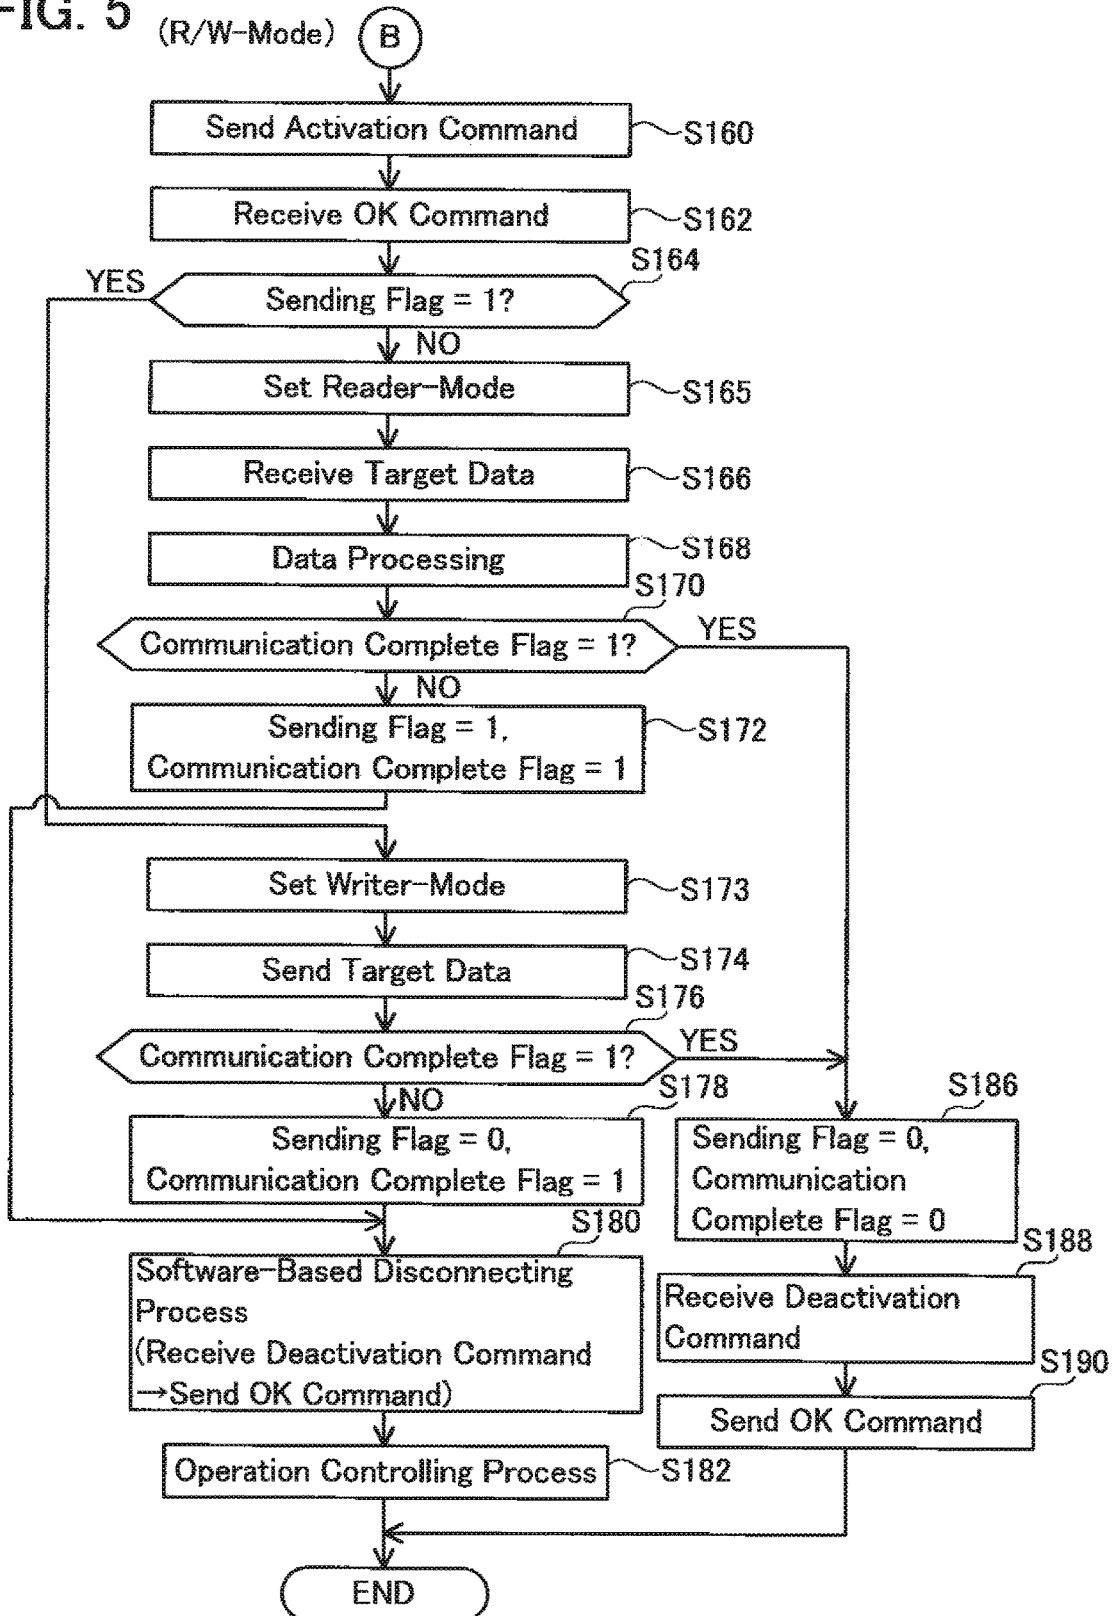 FIG. 5 (R/W-Mode) B
Send Activation Command S160
Receive OK Command S162
S164
YES
Sending Flag = 1?
NO
Set Reader-Mode S165
Receive Target Data S166
Data Processing S168
S170
Communication Complete Flag = 1? YES
NO
Sending Flag = 1, S172
Communication Complete Flag = 1
Set Writer-Mode S173
Send Target Data S174
S176
Communication Complete Flag = 1? YES
NO S178
Sending Flag = 0,
Communication Complete Flag = 1
S186
Sending Flag = 0,
Communication
Complete Flag = 0
S180
Software-Based Disconnecting
Process
(Receive Deactivation Command
→Send OK Command)
S188
Receive Deactivation
Command
S190
Send OK Command
Operation Controlling Process S182
END